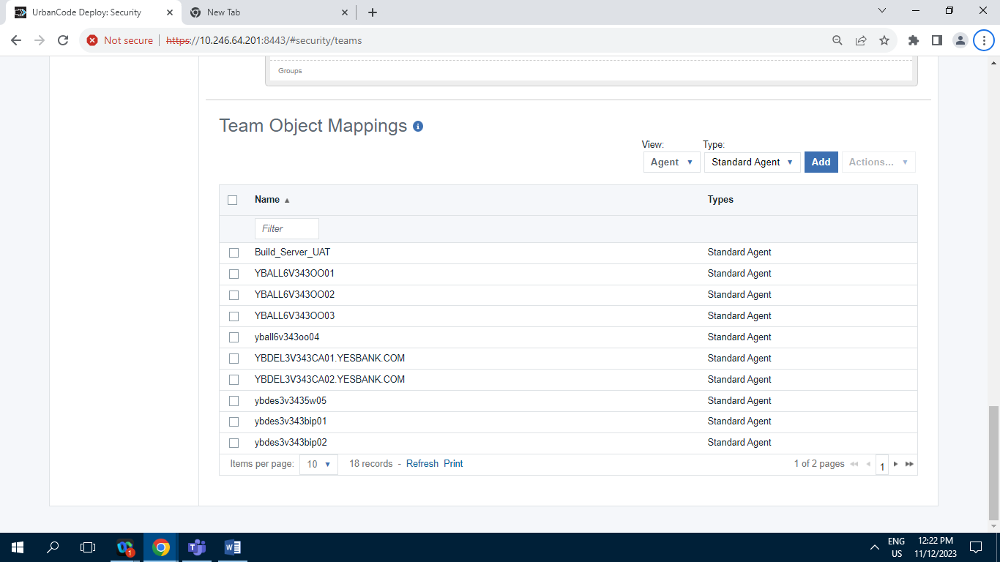 UrbanCode Deploy: Security
New Tab
Not secure
https://10.246.64.201:8443/#security/teams
Groups
Team Object Mappings
View: Type:
Agent Standard Agent Add Actions...
Name Types
Filter
Build_Server_UAT Standard Agent
YBALL6V343OO01 Standard Agent
YBALL6V343OO02 Standard Agent
YBALL6V343OO03 Standard Agent
yball6v343oo04 Standard Agent
YBDEL3V343CA01.YESBANK.COM Standard Agent
YBDEL3V343CA02.YESBANK.COM Standard Agent
ybdes3v3435w05 Standard Agent
ybdes3v343bip01 Standard Agent
ybdes3v343bip02 Standard Agent
Items per page: 10 18 records - Refresh Print 1 of 2 pages 1
1
ENG 12:22 PM
US 11/12/2023